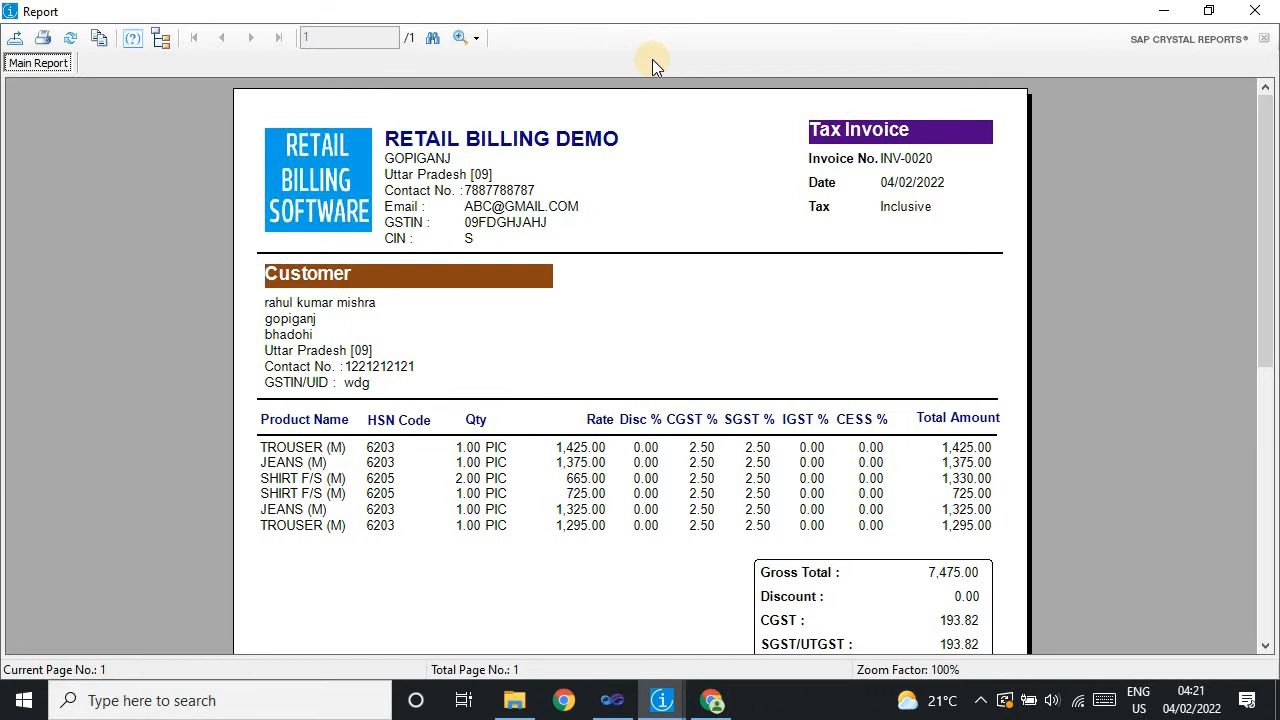 Report
1 /1
SAP CRYSTAL REPORTS®
Main Report
RETAIL BILLING SOFTWARE
RETAIL BILLING DEMO
GOPIGANJ
Uttar Pradesh [09]
Contact No. : 7887788787
Email : ABC@GMAIL.COM
GSTIN : 09FDGHJAHJ
CIN : S
Tax Invoice
Invoice No. INV-0020
Date 04/02/2022
Tax Inclusive
Customer
rahul kumar mishra
gopiganj
bhadohi
Uttar Pradesh [09]
Contact No. : 1221212121
GSTIN/UID : wdg
Product Name HSN Code Qty Rate Disc % CGST % SGST % IGST % CESS % Total Amount
TROUSER (M) 6203 1.00 PIC 1,425.00 0.00 2.50 2.50 0.00 0.00 1,425.00
JEANS (M) 6203 1.00 PIC 1,375.00 0.00 2.50 2.50 0.00 0.00 1,375.00
SHIRT F/S (M) 6205 2.00 PIC 665.00 0.00 2.50 2.50 0.00 0.00 1,330.00
SHIRT F/S (M) 6205 1.00 PIC 725.00 0.00 2.50 2.50 0.00 0.00 725.00
JEANS (M) 6203 1.00 PIC 1,325.00 0.00 2.50 2.50 0.00 0.00 1,325.00
TROUSER (M) 6203 1.00 PIC 1,295.00 0.00 2.50 2.50 0.00 0.00 1,295.00
Gross Total : 7,475.00
Discount : 0.00
CGST : 193.82
SGST/UTGST : 193.82
Current Page No.: 1 Total Page No.: 1 Zoom Factor: 100%
Type here to search
21°C
ENG
US
04:21
04/02/2022